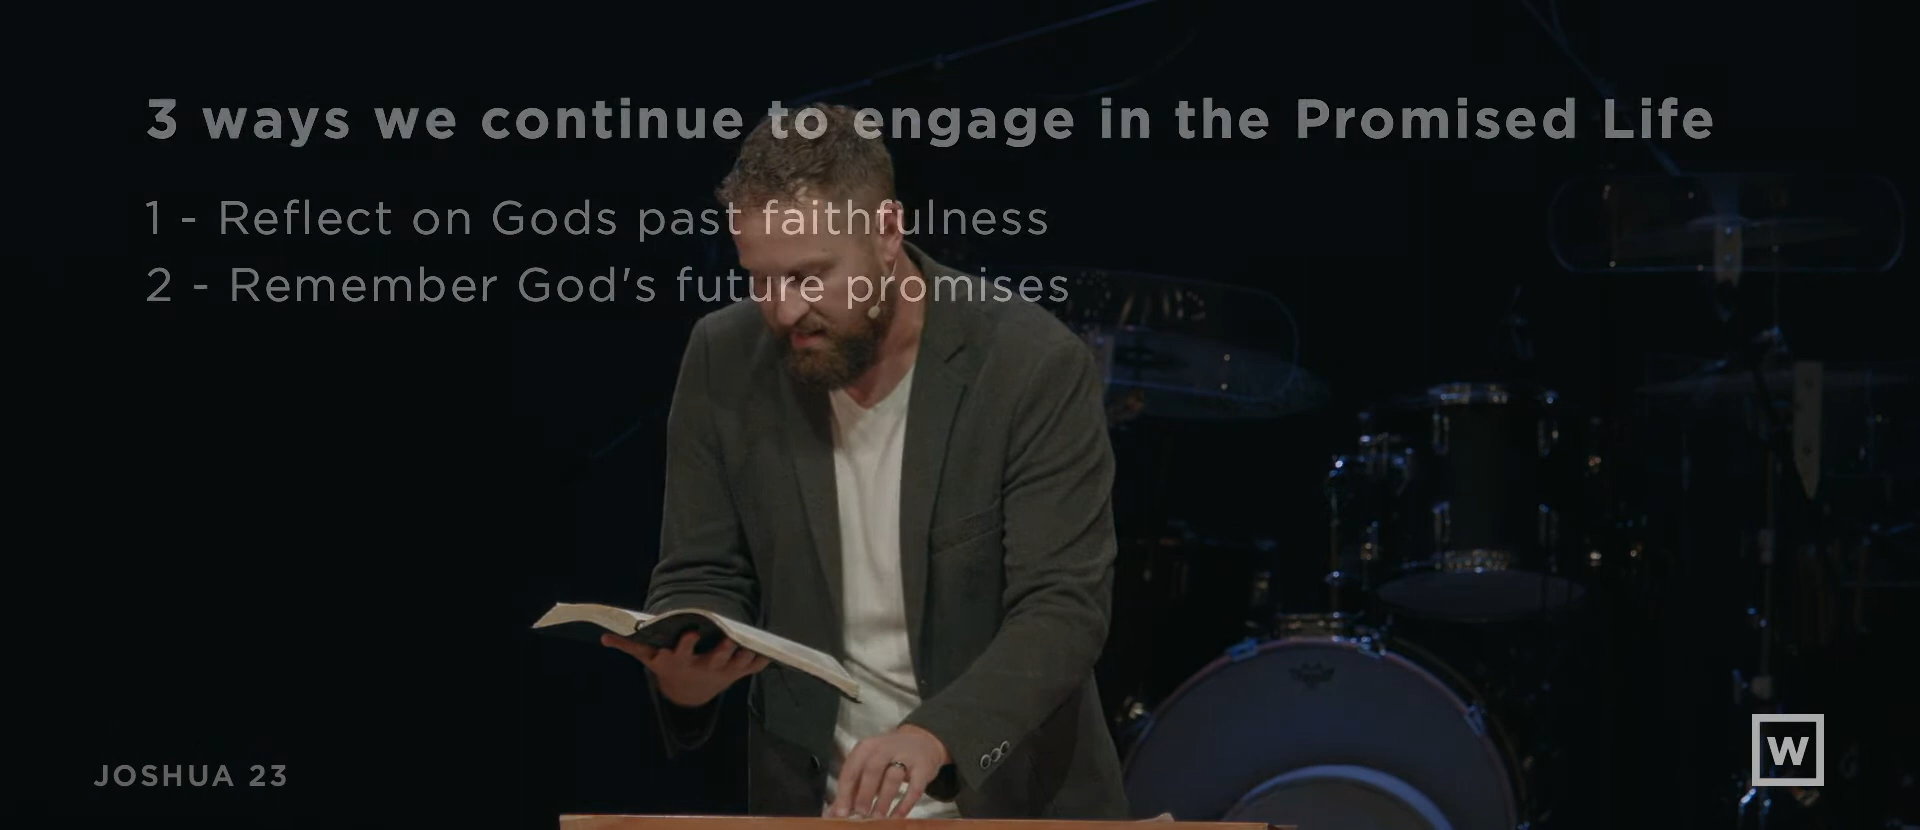 3 ways we continue to engage in the Promised Life
1 - Reflect on Gods past faithfulness
2 - Remember God's future promises
JOSHUA 23
W